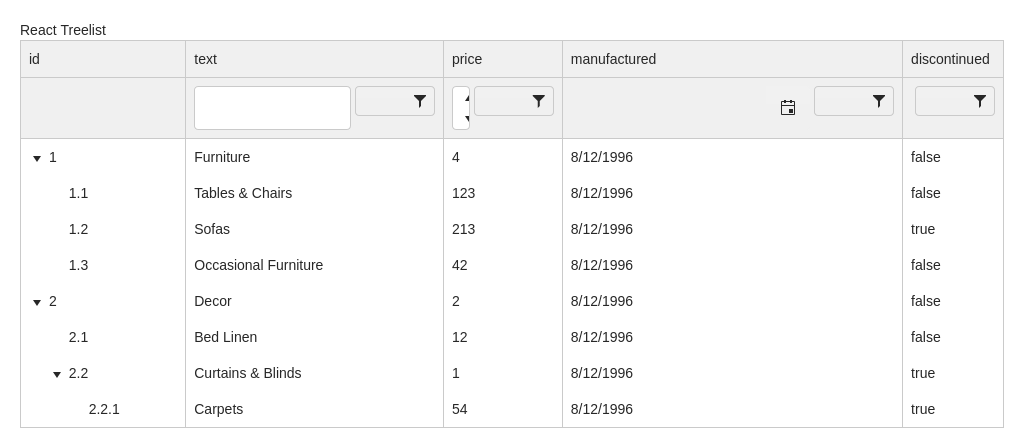 React Treelist
id text price manufactured discontinued
1 Furniture 4 8/12/1996 false
1.1 Tables & Chairs 123 8/12/1996 false
1.2 Sofas 213 8/12/1996 true
1.3 Occasional Furniture 42 8/12/1996 false
2 Decor 2 8/12/1996 false
2.1 Bed Linen 12 8/12/1996 false
2.2 Curtains & Blinds 1 8/12/1996 true
2.2.1 Carpets 54 8/12/1996 true